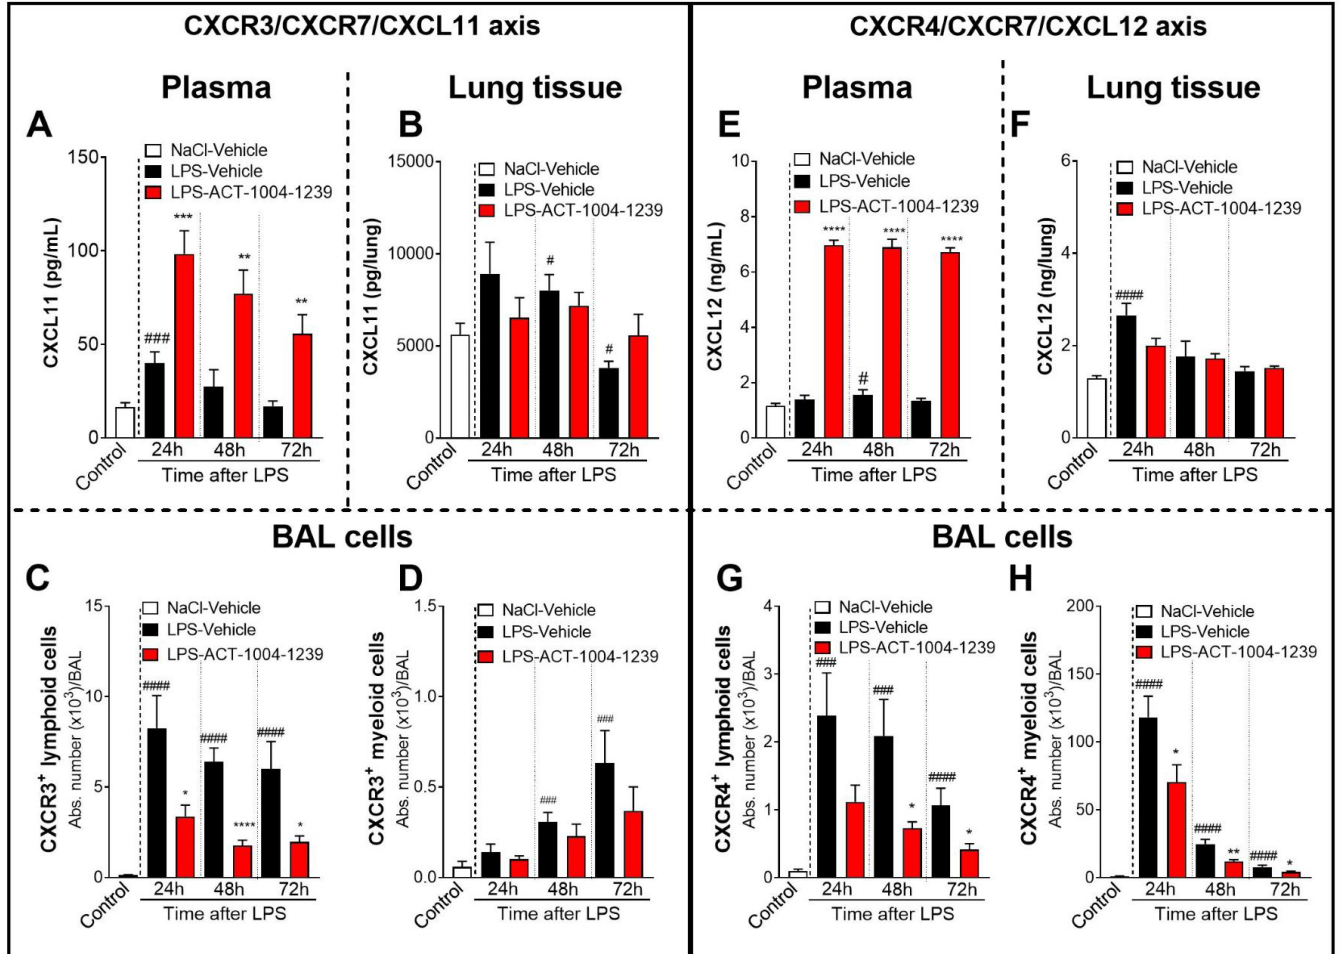 CXCR3/CXCR7/CXCL11 axis
Plasma
Lung tissue
A
CXCL11 (pg/mL)
150
100
50
0
NaCl-Vehicle
LPS-Vehicle
LPS-ACT-1004-1239
###
***
**
**
Control
24h
48h
72h
Time after LPS
B
CXCL11 (pg/lung)
15000
10000
5000
0
NaCl-Vehicle
LPS-Vehicle
LPS-ACT-1004-1239
#
#
Control
24h
48h
72h
Time after LPS
BAL cells
C
CXCR3⁺ lymphoid cells
Abs. number (x10³)/BAL
15
10
5
0
NaCl-Vehicle
LPS-Vehicle
LPS-ACT-1004-1239
####
*
####
****
####
*
Control
24h
48h
72h
Time after LPS
D
CXCR3⁺ myeloid cells
Abs. number (x10³)/BAL
1.5
1.0
0.5
0.0
NaCl-Vehicle
LPS-Vehicle
LPS-ACT-1004-1239
###
###
Control
24h
48h
72h
Time after LPS
CXCR4/CXCR7/CXCL12 axis
Plasma
Lung tissue
E
CXCL12 (ng/mL)
10
8
6
4
2
0
NaCl-Vehicle
LPS-Vehicle
LPS-ACT-1004-1239
****
#
****
****
Control
24h
48h
72h
Time after LPS
F
CXCL12 (ng/lung)
6
4
2
0
NaCl-Vehicle
LPS-Vehicle
LPS-ACT-1004-1239
####
Control
24h
48h
72h
Time after LPS
BAL cells
G
CXCR4⁺ lymphoid cells
Abs. number (x10³)/BAL
4
3
2
1
0
NaCl-Vehicle
LPS-Vehicle
LPS-ACT-1004-1239
###
###
*
####
*
Control
24h
48h
72h
Time after LPS
H
CXCR4⁺ myeloid cells
Abs. number (x10³)/BAL
200
150
100
50
0
NaCl-Vehicle
LPS-Vehicle
LPS-ACT-1004-1239
####
*
####
**
####
*
Control
24h
48h
72h
Time after LPS